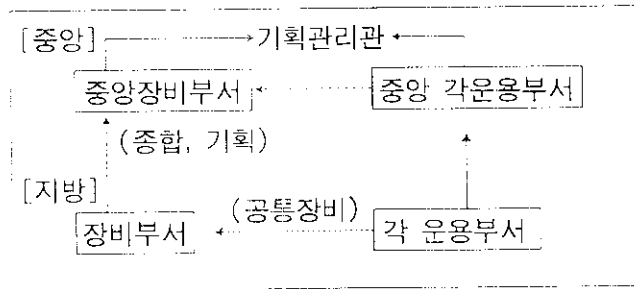 [중앙] 기획관리관
중앙장비부서 중앙 각운용부서
(종합, 기획)
[지방]
(공통장비)
장비부서 각 운용부서